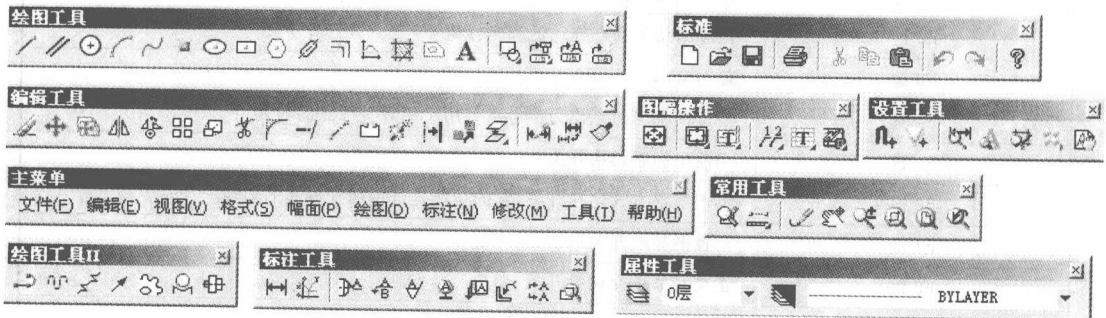 绘图工具
A
标准
编辑工具
图幅操作
设置工具
主菜单
文件(F) 编辑(E) 视图(V) 格式(S) 幅面(P) 绘图(D) 标注(N) 修改(M) 工具(I) 帮助(H)
常用工具
绘图工具II
标注工具
属性工具
0层
BYLAYER